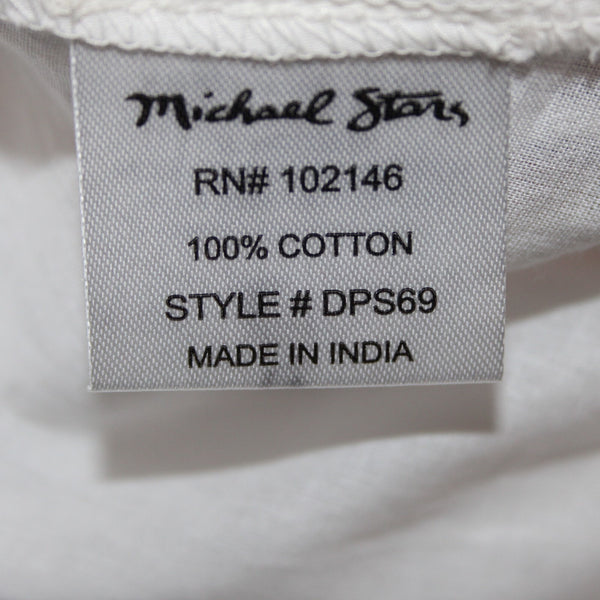 Michael Stars
RN# 102146
100% COTTON
STYLE # DPS69
MADE IN INDIA